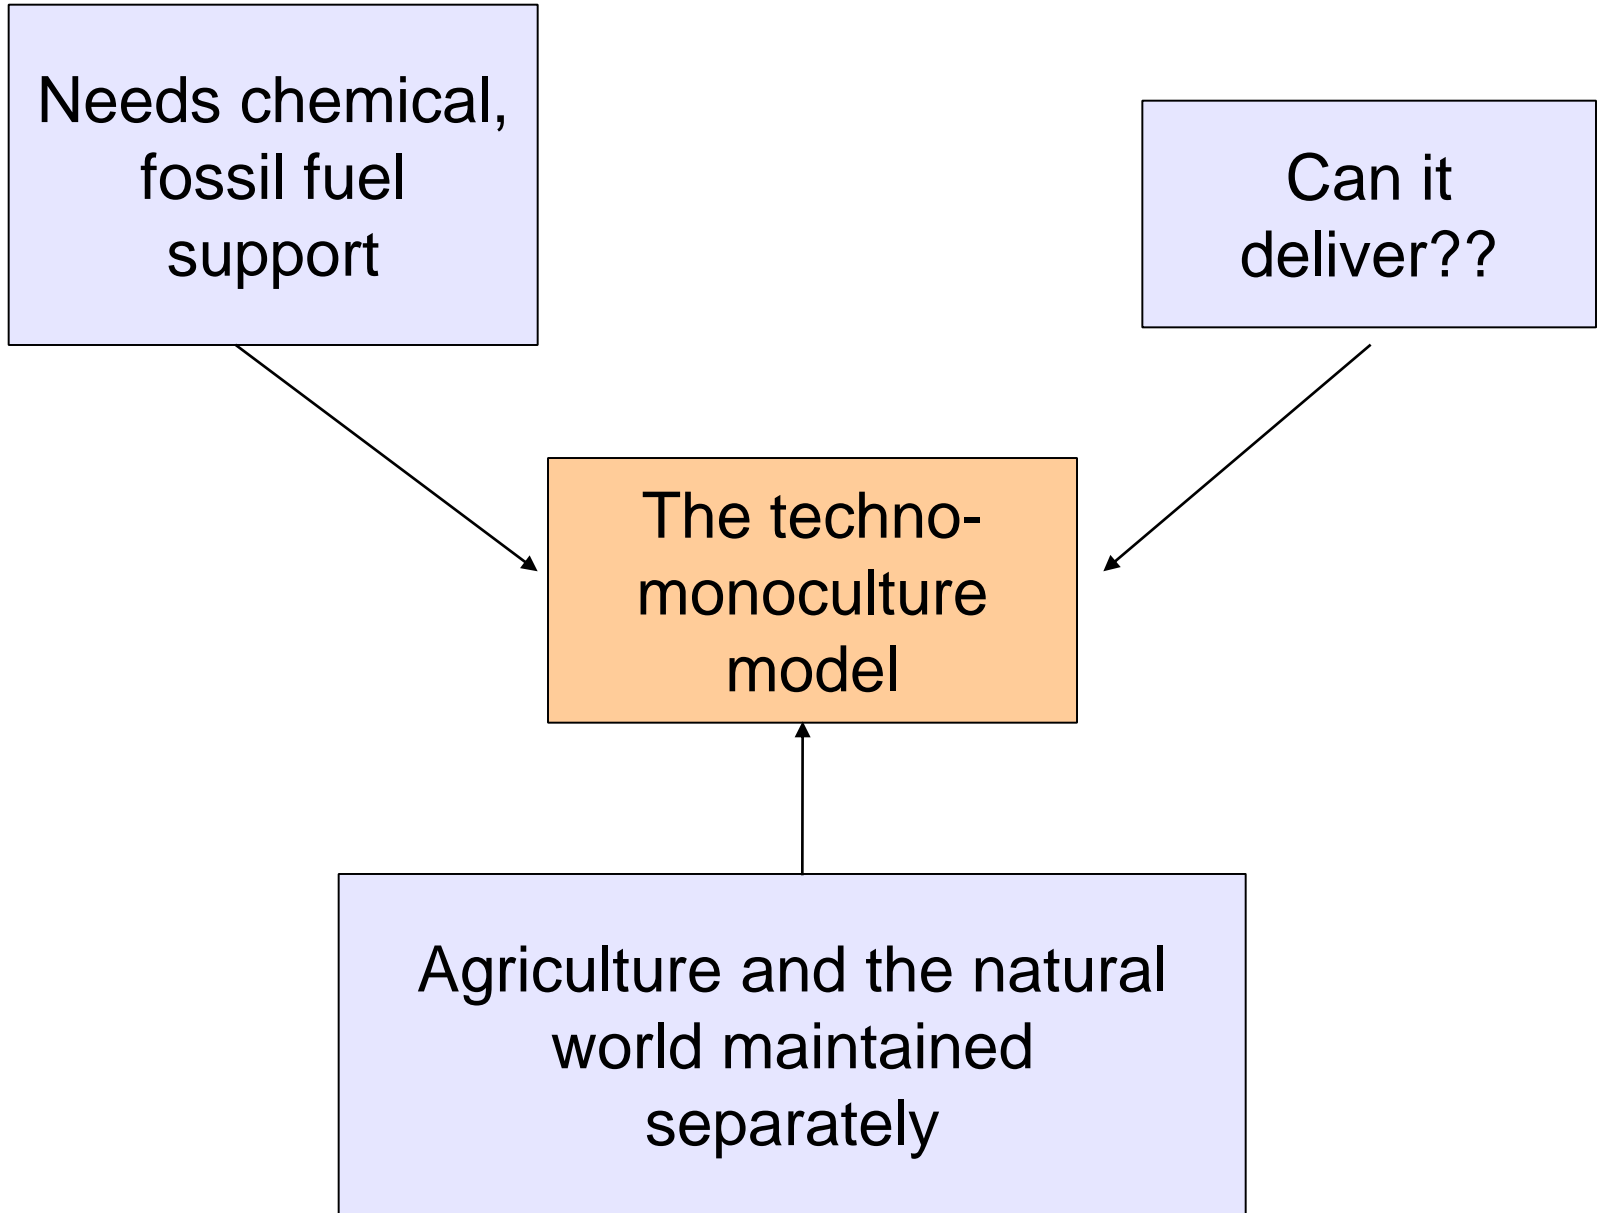 Needs chemical,
fossil fuel
support
Can it
deliver??
The techno-
monoculture
model
Agriculture and the natural
world maintained
separately